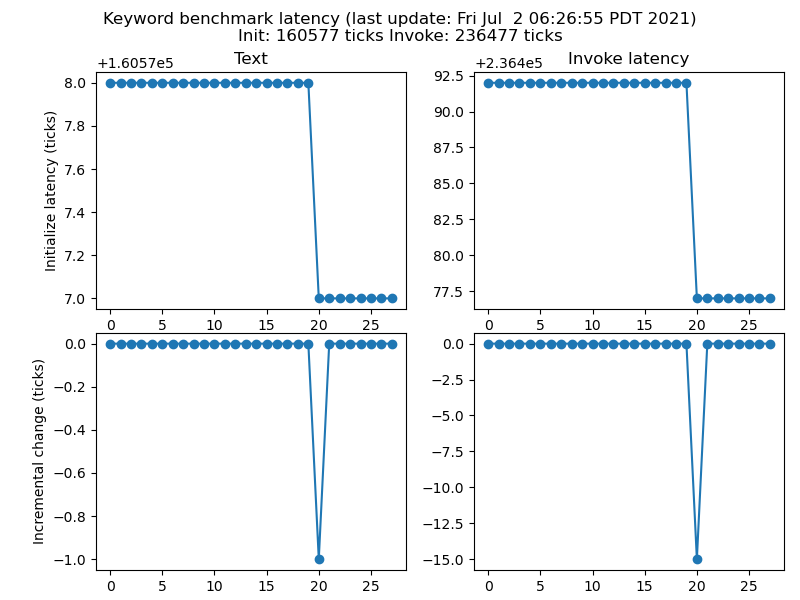 Keyword benchmark latency (last update: Fri Jul  2 06:26:55 PDT 2021)
Init: 160577 ticks Invoke: 236477 ticks
Text
+1.6057e5
Initialize latency (ticks)
8.0
7.8
7.6
7.4
7.2
7.0
0 5 10 15 20 25
Invoke latency
+2.364e5
92.5
90.0
87.5
85.0
82.5
80.0
77.5
0 5 10 15 20 25
Incremental change (ticks)
0.0
−0.2
−0.4
−0.6
−0.8
−1.0
0 5 10 15 20 25
0.0
−2.5
−5.0
−7.5
−10.0
−12.5
−15.0
0 5 10 15 20 25